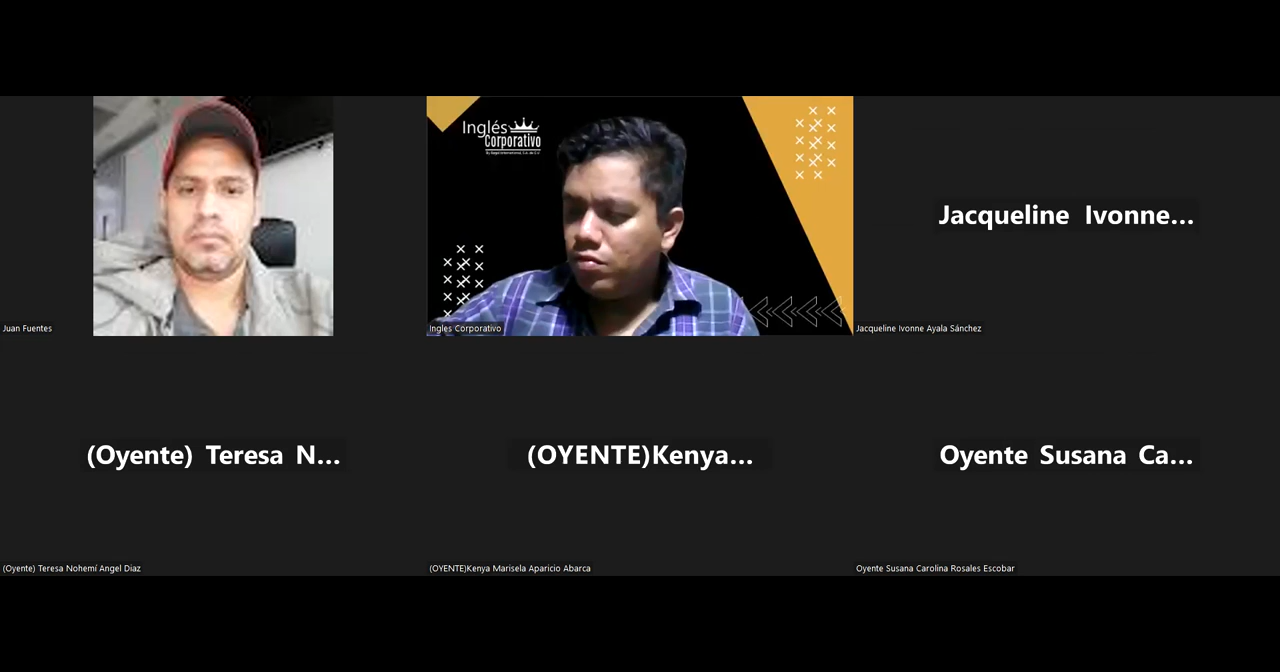 Inglés
Corporativo
Juan Fuentes
Ingles Corporativo
Jacqueline Ivonne...
Jacqueline Ivonne Ayala Sánchez
(Oyente) Teresa N...
(OYENTE)Kenya...
Oyente Susana Ca...
(Oyente) Teresa Nohemí Angel Diaz
(OYENTE)Kenya Marisela Aparicio Abarca
Oyente Susana Carolina Rosales Escobar